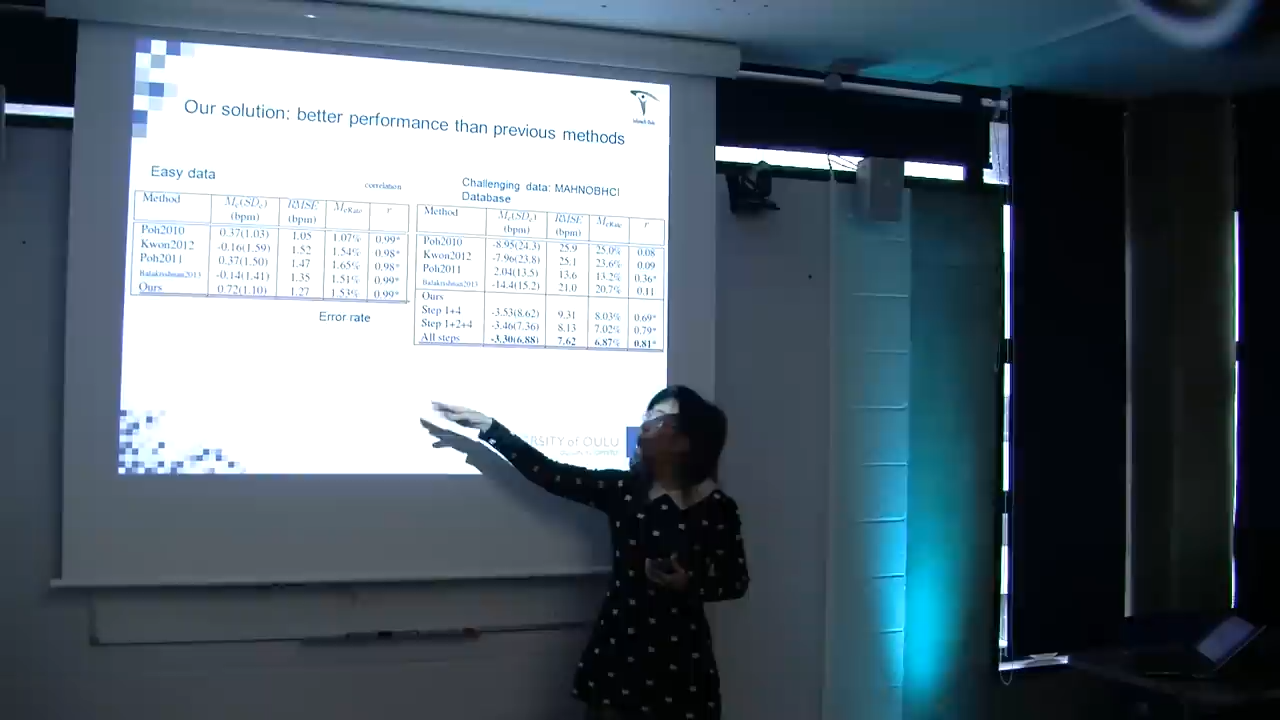 Our solution: better performance than previous methods
Easy data
correlation
Method Me(SDe) (bpm) RMSE (bpm) MeRate r
Poh2010 0.37(1.03) 1.05 1.07% 0.99*
Kwon2012 -0.16(1.59) 1.52 1.54% 0.98*
Poh2011 0.37(1.50) 1.47 1.65% 0.98*
Balakrishnan2013 -0.14(1.41) 1.35 1.51% 0.99*
Ours 0.72(1.10) 1.27 1.53% 0.99*
Error rate
Challenging data: MAHNOBHCI
Database
Method Me(SDe) (bpm) RMSE (bpm) MeRate r
Poh2010 -8.95(24.3) 25.9 25.0% 0.08
Kwon2012 -7.96(23.8) 25.1 23.6% 0.09
Poh2011 2.04(13.5) 13.6 13.2% 0.36*
Balakrishnan2013 -14.4(15.2) 21.0 20.7% 0.11
Ours
Step 1+4 -3.53(8.62) 9.31 8.03% 0.69*
Step 1+2+4 -3.46(7.36) 8.13 7.02% 0.79*
All steps -3.30(6.88) 7.62 6.87% 0.81*
of OULU